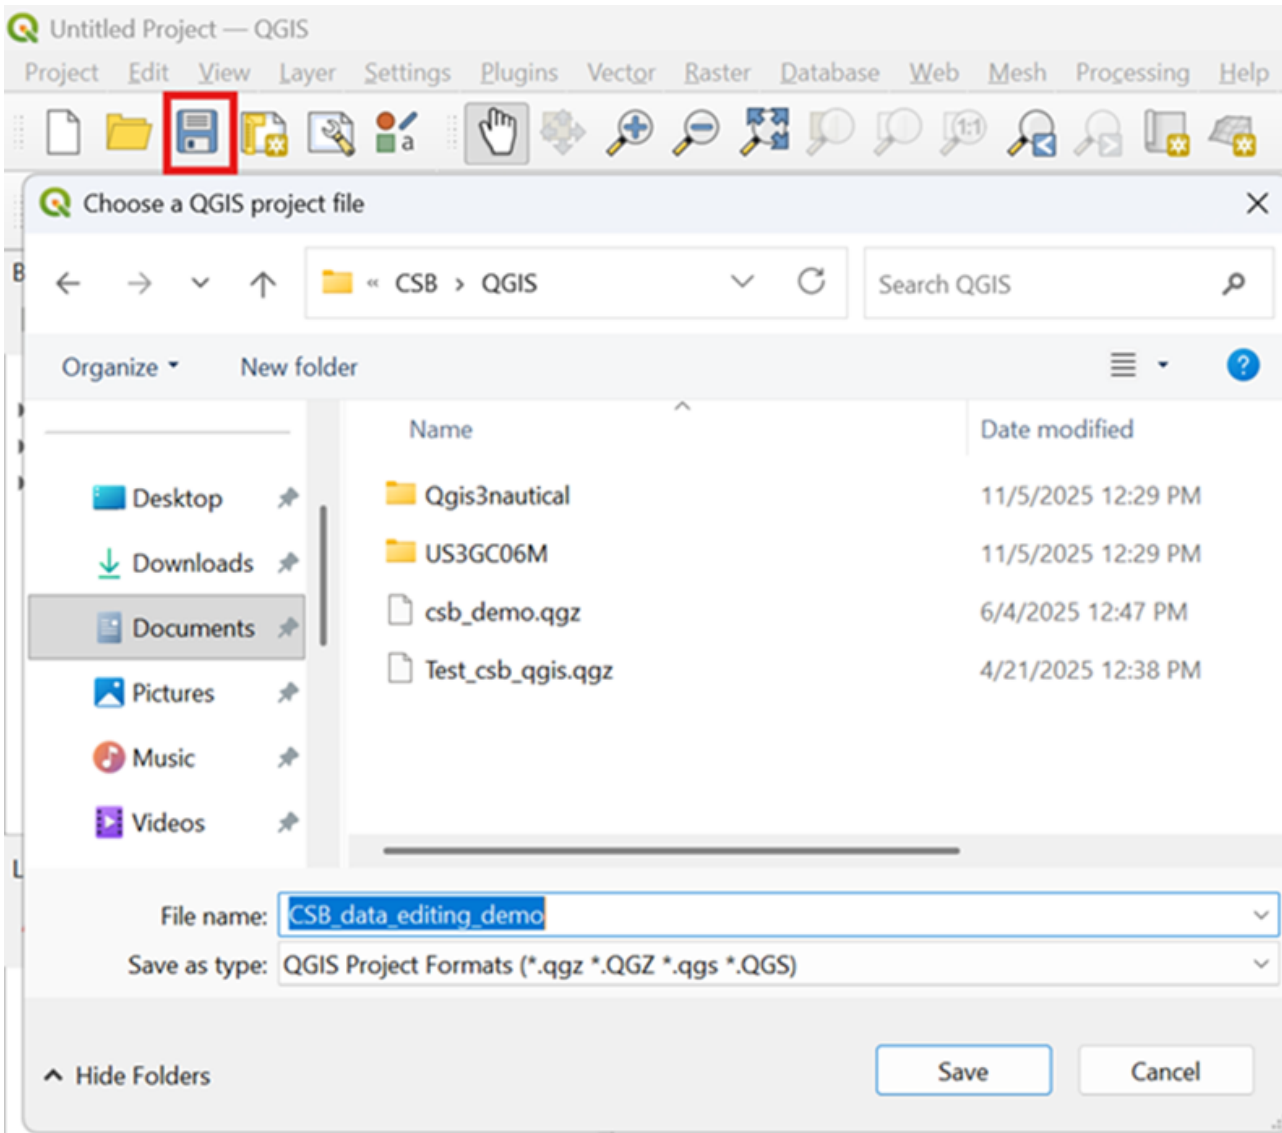 Untitled Project — QGIS
Project Edit View Layer Settings Plugins Vector Raster Database Web Mesh Processing Help
a 1:1
Choose a QGIS project file
B
« CSB > QGIS Search QGIS
Organize New folder ?
Name Date modified
Desktop
Downloads
Documents
Pictures
Music
Videos
Qgis3nautical 11/5/2025 12:29 PM
US3GC06M 11/5/2025 12:29 PM
csb_demo.qgz 6/4/2025 12:47 PM
Test_csb_qgis.qgz 4/21/2025 12:38 PM
L
File name: CSB_data_editing_demo
Save as type: QGIS Project Formats (*.qgz *.QGZ *.qgs *.QGS)
Hide Folders Save Cancel